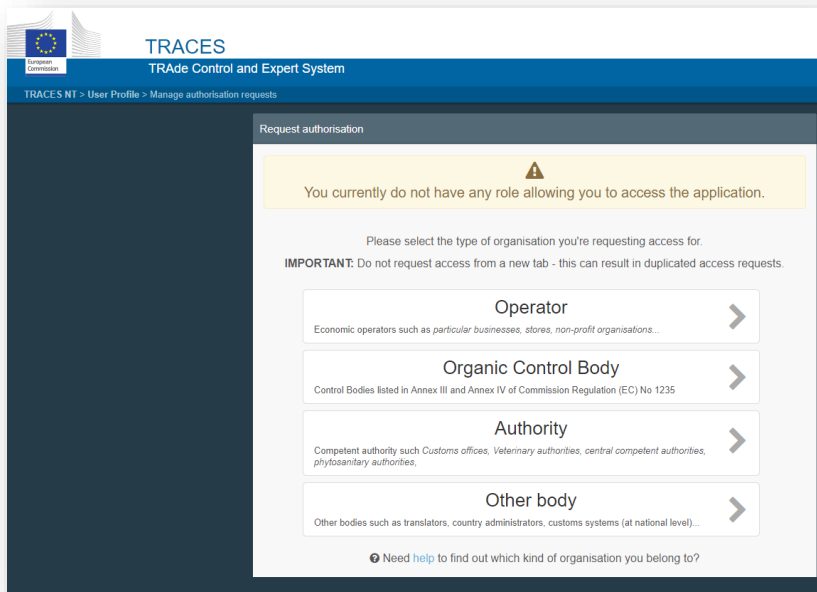 European
Commission
TRACES
TRAde Control and Expert System
TRACES NT > User Profile > Manage authorisation requests
Request authorisation
You currently do not have any role allowing you to access the application.
Please select the type of organisation you're requesting access for.
IMPORTANT: Do not request access from a new tab - this can result in duplicated access requests.
Operator
Economic operators such as particular businesses, stores, non-profit organisations...
Organic Control Body
Control Bodies listed in Annex III and Annex IV of Commission Regulation (EC) No 1235
Authority
Competent authority such Customs offices, Veterinary authorities, central competent authorities,
phytosanitary authorities,
Other body
Other bodies such as translators, country administrators, customs systems (at national level)...
Need help to find out which kind of organisation you belong to?